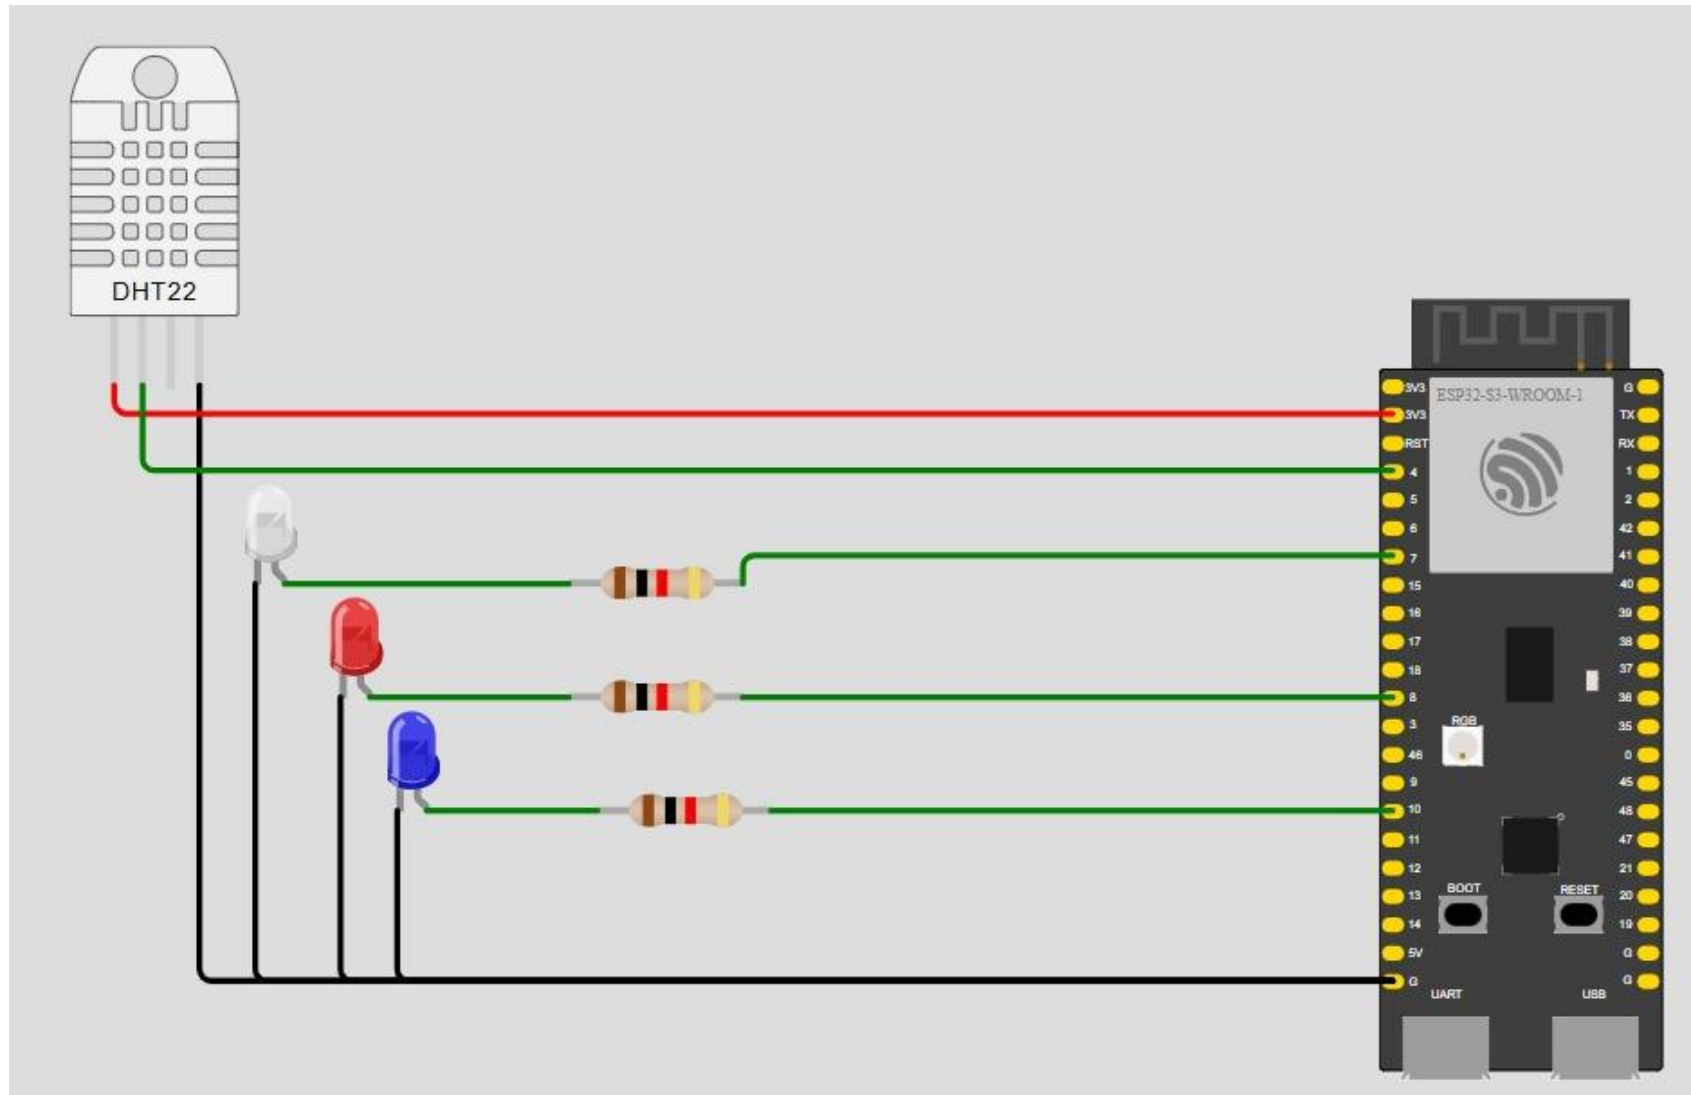 DHT22
ESP32-S3-WROOM-1
3V3 G
3V3 TX
RST RX
4 1
5 2
6 42
7 41
15 40
16 39
17 38
18 37
8 36
RGB
3 35
46 0
9 45
10 48
11 47
12 21
BOOT RESET
13 20
14 19
5V G
G G
UART USB